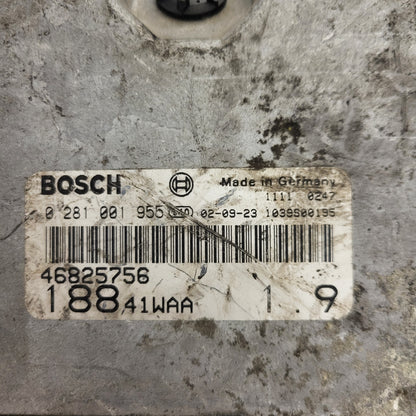 BOSCH Made in Germany
1111 0247
0 281 001 955 02-09-23 1039S00195
46825756
188 41WAA 1.9